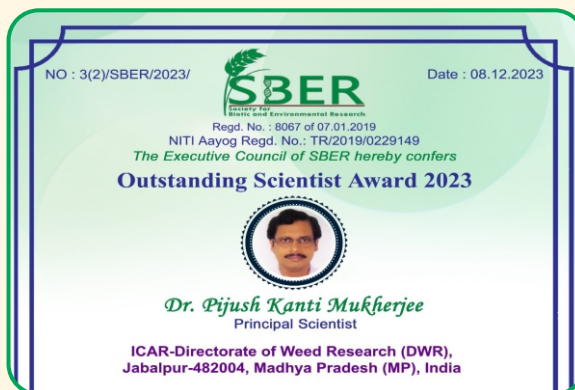 NO : 3(2)/SBER/2023/
Date : 08.12.2023
SBER
Society for
Biotic and Environmental Research
Regd. No. : 8067 of 07.01.2019
NITI Aayog Regd. No.: TR/2019/0229149
The Executive Council of SBER hereby confers
Outstanding Scientist Award 2023
Dr. Pijush Kanti Mukherjee
Principal Scientist
ICAR-Directorate of Weed Research (DWR),
Jabalpur-482004, Madhya Pradesh (MP), India